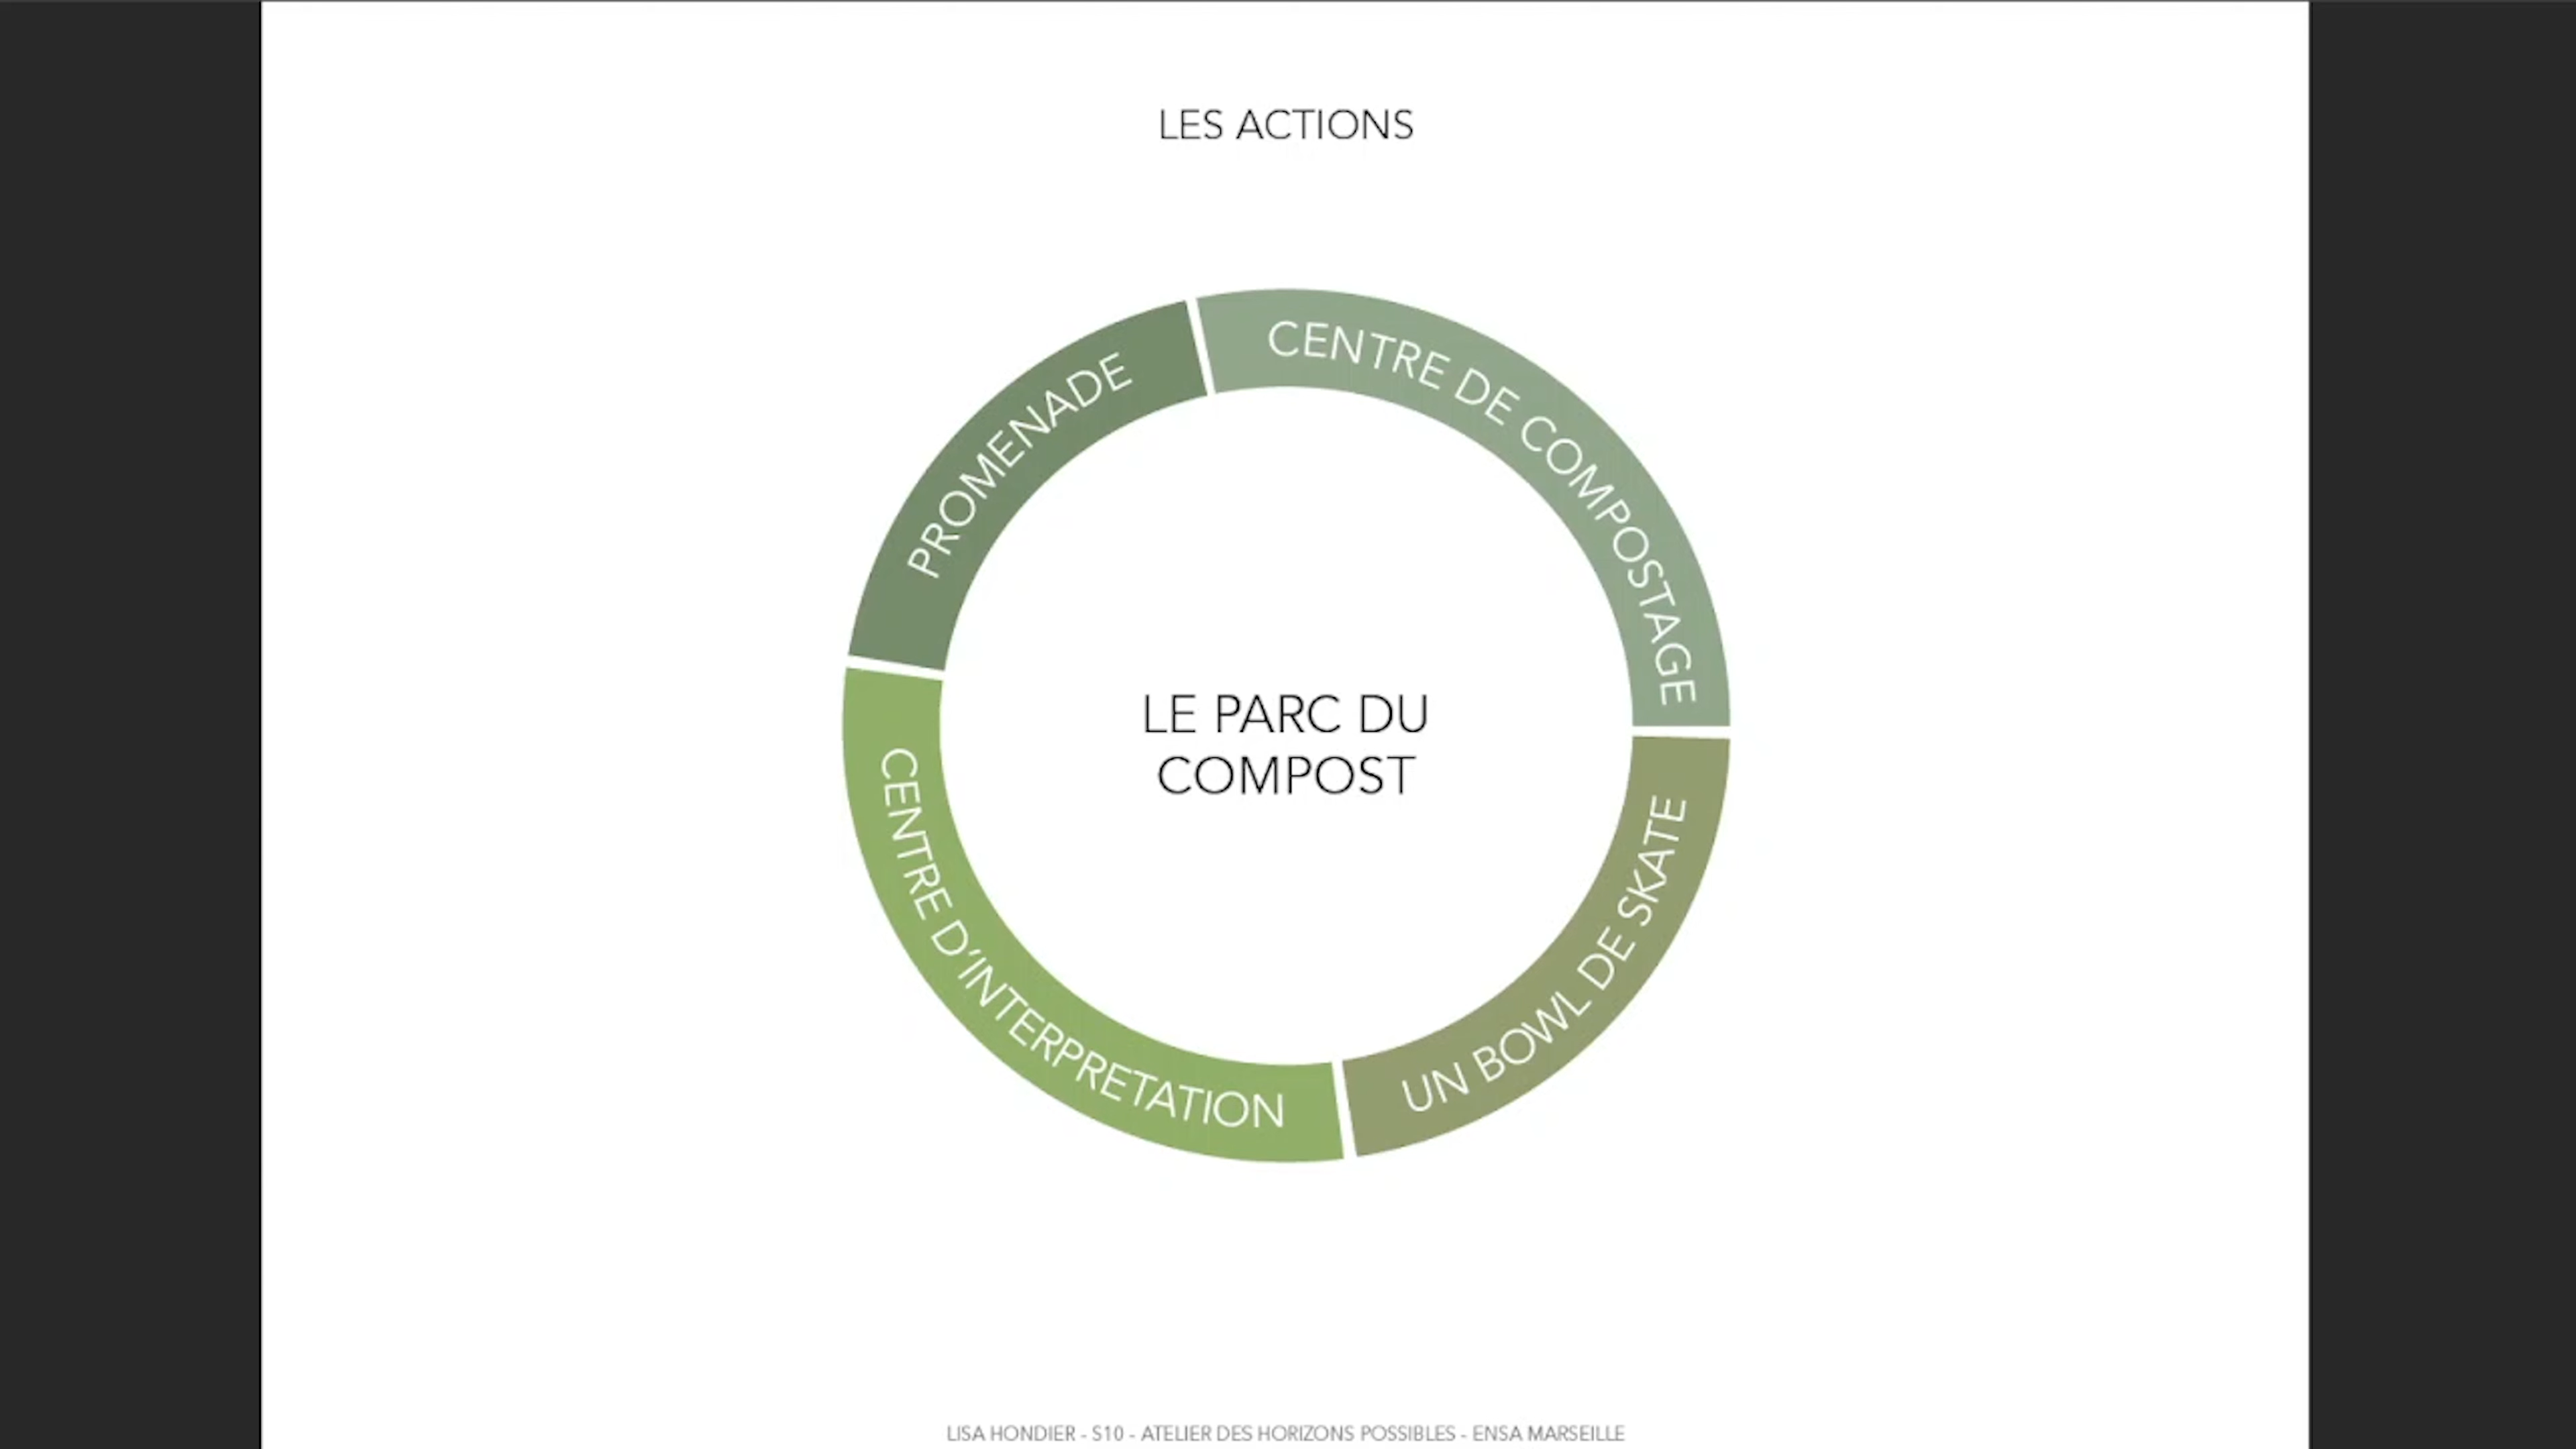 LES ACTIONS
PROMENADE
CENTRE DE COMPOSTAGE
LE PARC DU
COMPOST
CENTRE D'INTERPRETATION
UN BOWL DE SKATE
LISA HONDIER - S10 - ATELIER DES HORIZONS POSSIBLES - ENSA MARSEILLE